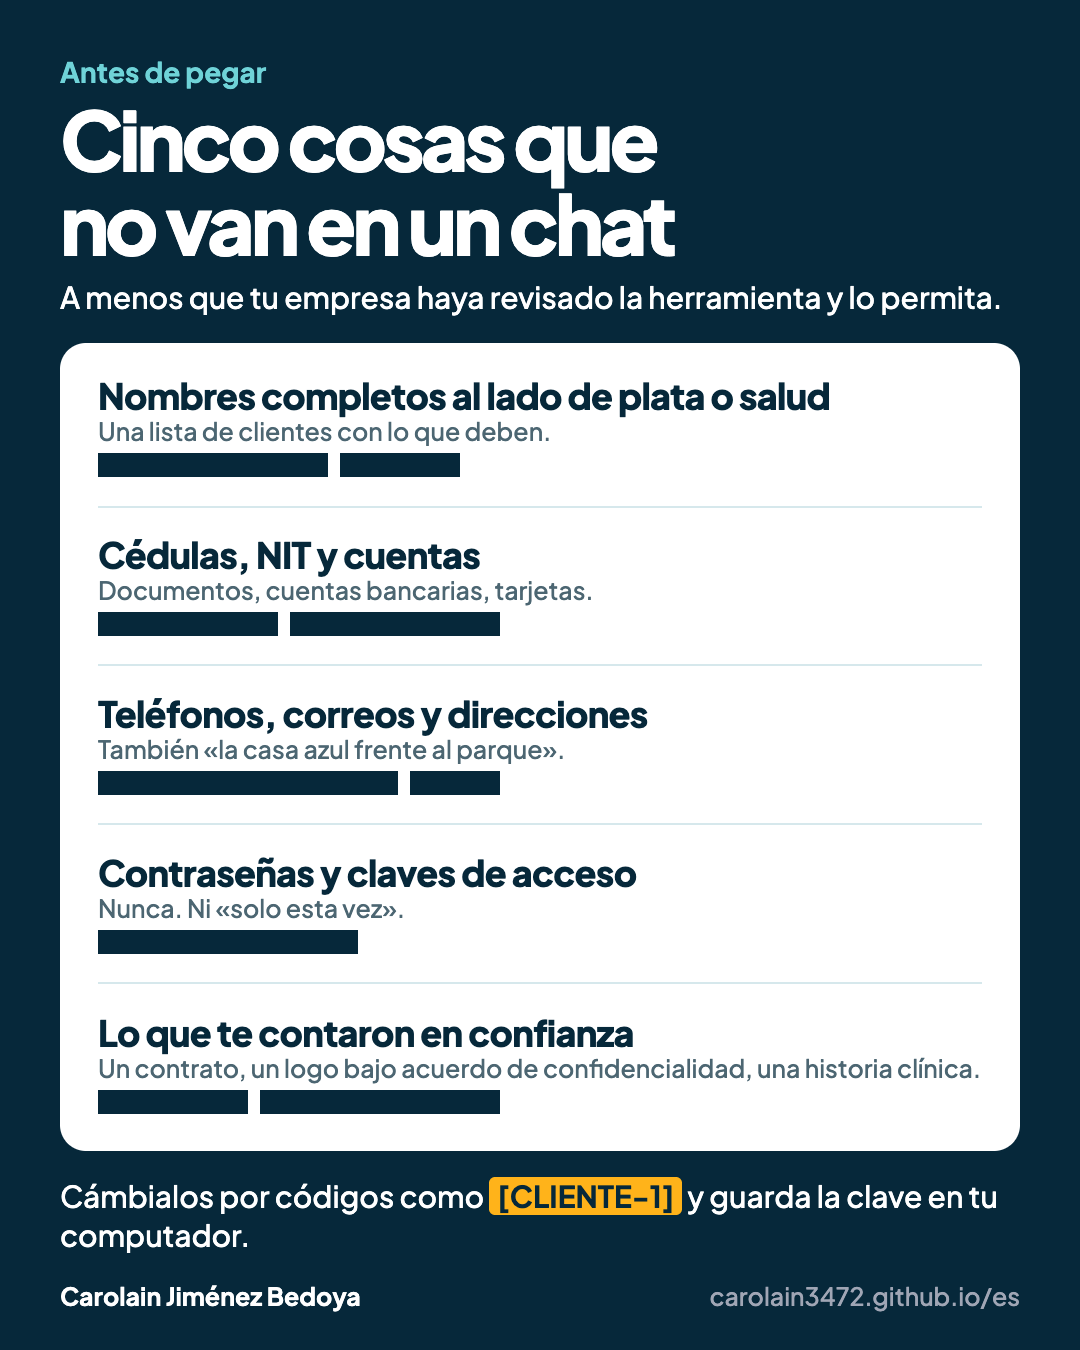 Antes de pegar
Cinco cosas que
no van en un chat
A menos que tu empresa haya revisado la herramienta y lo permita.
Nombres completos al lado de plata o salud
Una lista de clientes con lo que deben.
Cédulas, NIT y cuentas
Documentos, cuentas bancarias, tarjetas.
Teléfonos, correos y direcciones
También «la casa azul frente al parque».
Contraseñas y claves de acceso
Nunca. Ni «solo esta vez».
Lo que te contaron en confianza
Un contrato, un logo bajo acuerdo de confidencialidad, una historia clínica.
Cámbialos por códigos como [CLIENTE-1] y guarda la clave en tu
computador.
Carolain Jiménez Bedoya
carolain3472.github.io/es